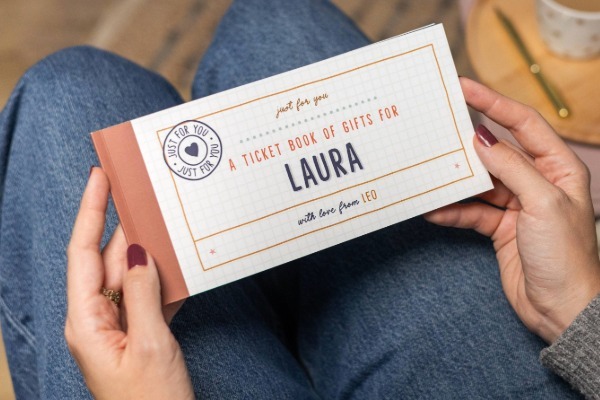 just for you
JUST FOR YOU
JUST FOR YOU
A TICKET BOOK OF GIFTS FOR
LAURA
with love from LEO